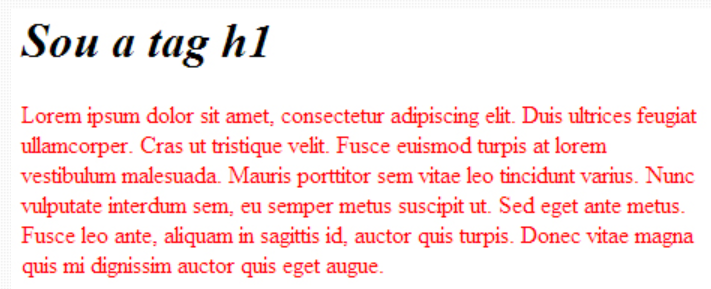 Sou a tag h1
Lorem ipsum dolor sit amet, consectetur adipiscing elit. Duis ultrices feugiat
ullamcorper. Cras ut tristique velit. Fusce euismod turpis at lorem
vestibulum malesuada. Mauris porttitor sem vitae leo tincidunt varius. Nunc
vulputate interdum sem, eu semper metus suscipit ut. Sed eget ante metus.
Fusce leo ante, aliquam in sagittis id, auctor quis turpis. Donec vitae magna
quis mi dignissim auctor quis eget augue.